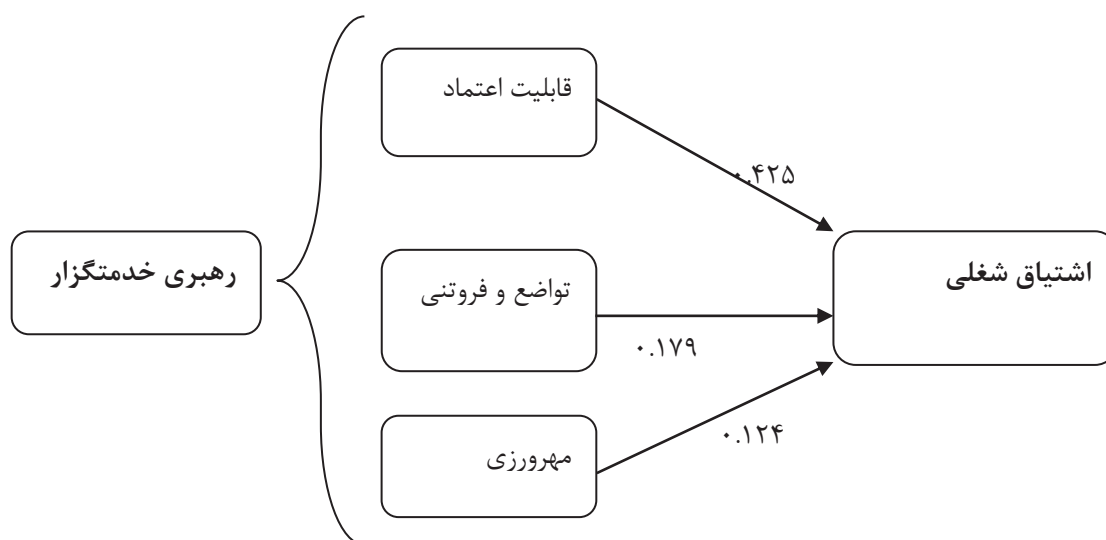 قابلیت اعتماد
۰.۴۲۵
رهبری خدمتگزار
تواضع و فروتنی
اشتیاق شغلی
۰.۱۷۹
مهرورزی
۰.۱۲۴